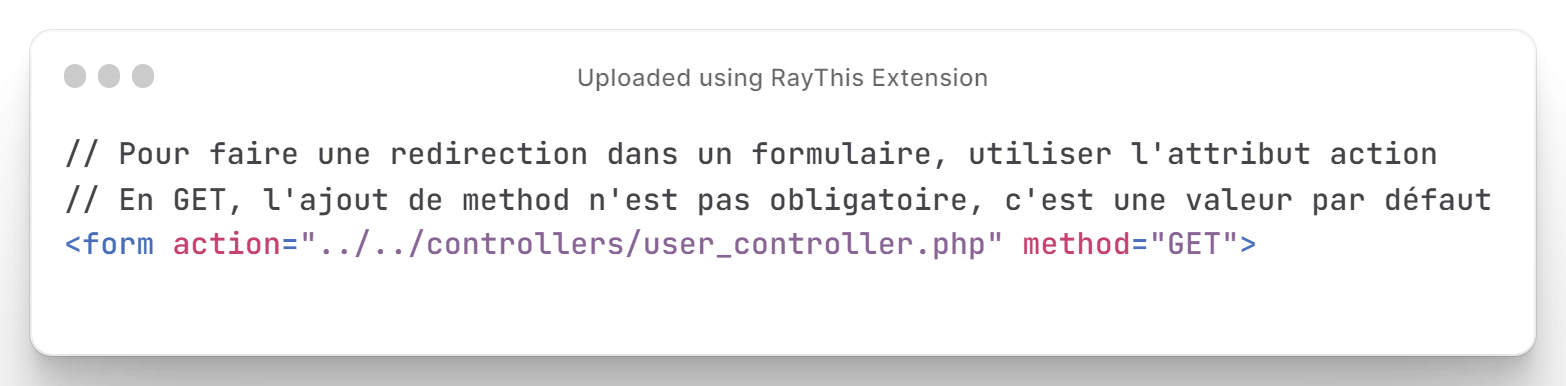 Uploaded using RayThis Extension
// Pour faire une redirection dans un formulaire, utiliser l'attribut action
// En GET, l'ajout de method n'est pas obligatoire, c'est une valeur par défaut
<form action="../../controllers/user_controller.php" method="GET">